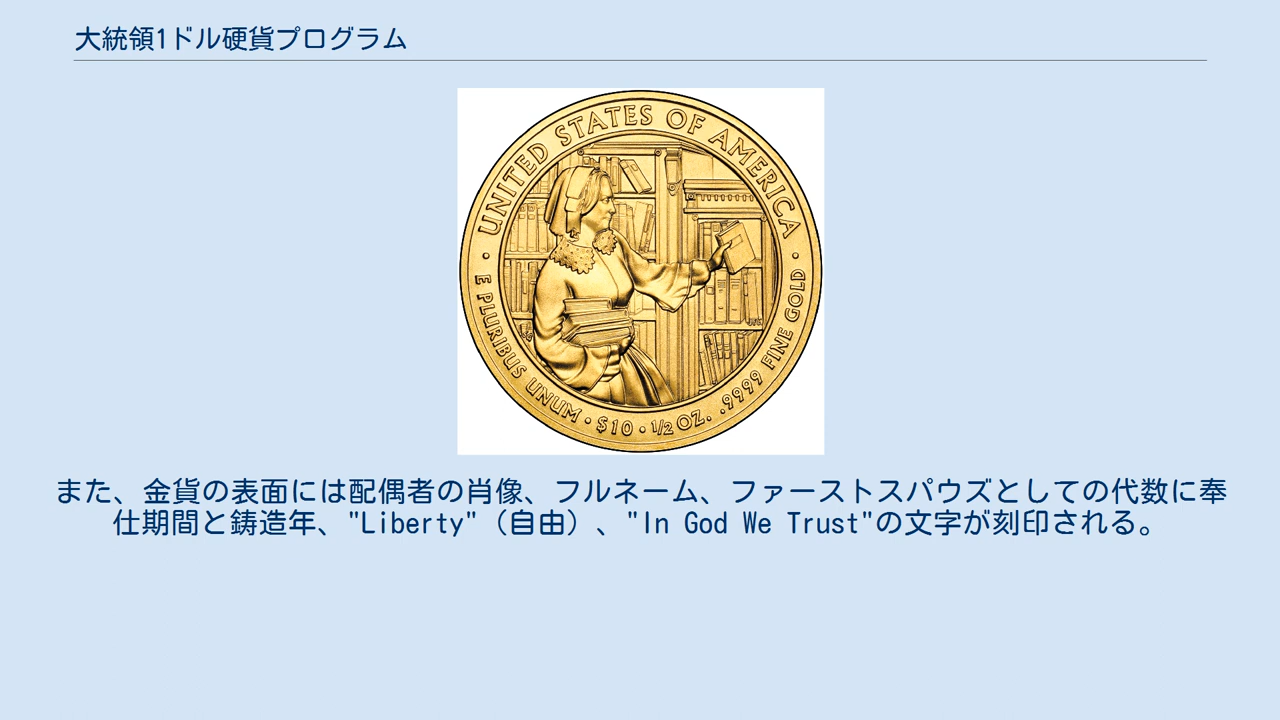 大統領1ドル硬貨プログラム
UNITED STATES OF AMERICA
E PLURIBUS UNUM · $10 · 1/2 OZ. .9999 FINE GOLD
また、金貨の表面には配偶者の肖像、フルネーム、ファーストスパウズとしての代数に奉
仕期間と鋳造年、"Liberty"（自由）、"In God We Trust"の文字が刻印される。